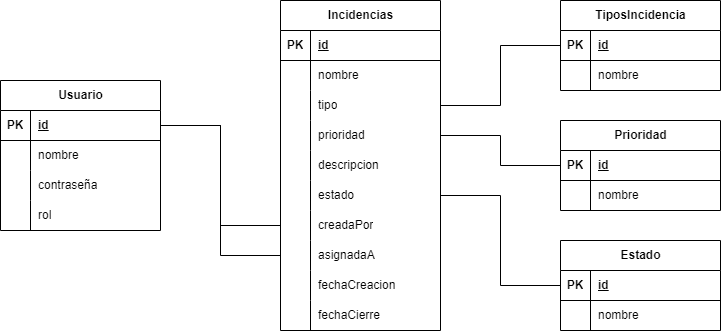 Usuario
PK id
nombre
contraseña
rol
Incidencias
PK id
nombre
tipo
prioridad
descripcion
estado
creadaPor
asignadaA
fechaCreacion
fechaCierre
TiposIncidencia
PK id
nombre
Prioridad
PK id
nombre
Estado
PK id
nombre